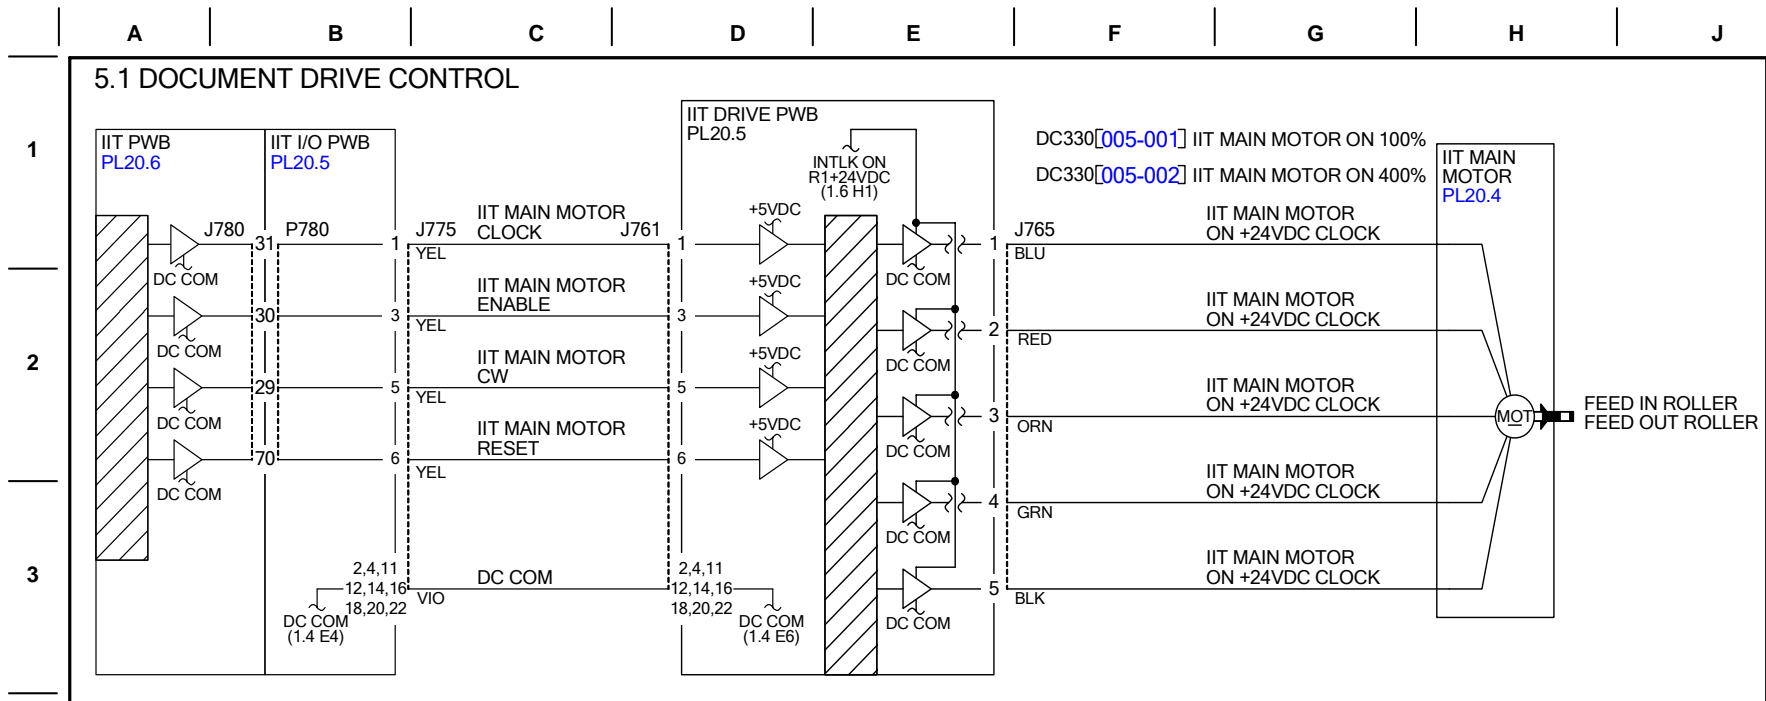 A B C D E F G H J
1
2
3
5.1 DOCUMENT DRIVE CONTROL
IIT PWB
PL20.6
IIT I/O PWB
PL20.5
IIT DRIVE PWB
PL20.5
INTLK ON
R1+24VDC
(1.6 H1)
DC330[005-001] IIT MAIN MOTOR ON 100%
DC330[005-002] IIT MAIN MOTOR ON 400%
IIT MAIN
MOTOR
PL20.4
J780
P780
J775
J761
J765
DC COM
31
1
YEL
IIT MAIN MOTOR
CLOCK
1
+5VDC
DC COM
1
BLU
IIT MAIN MOTOR
ON +24VDC CLOCK
DC COM
30
3
YEL
IIT MAIN MOTOR
ENABLE
3
+5VDC
DC COM
2
RED
IIT MAIN MOTOR
ON +24VDC CLOCK
DC COM
29
5
YEL
IIT MAIN MOTOR
CW
5
+5VDC
DC COM
3
ORN
IIT MAIN MOTOR
ON +24VDC CLOCK
MOT
FEED IN ROLLER
FEED OUT ROLLER
DC COM
70
6
YEL
IIT MAIN MOTOR
RESET
6
+5VDC
DC COM
4
GRN
IIT MAIN MOTOR
ON +24VDC CLOCK
2,4,11
12,14,16
18,20,22
DC COM
(1.4 E4)
VIO
DC COM
2,4,11
12,14,16
18,20,22
DC COM
(1.4 E6)
DC COM
5
BLK
IIT MAIN MOTOR
ON +24VDC CLOCK